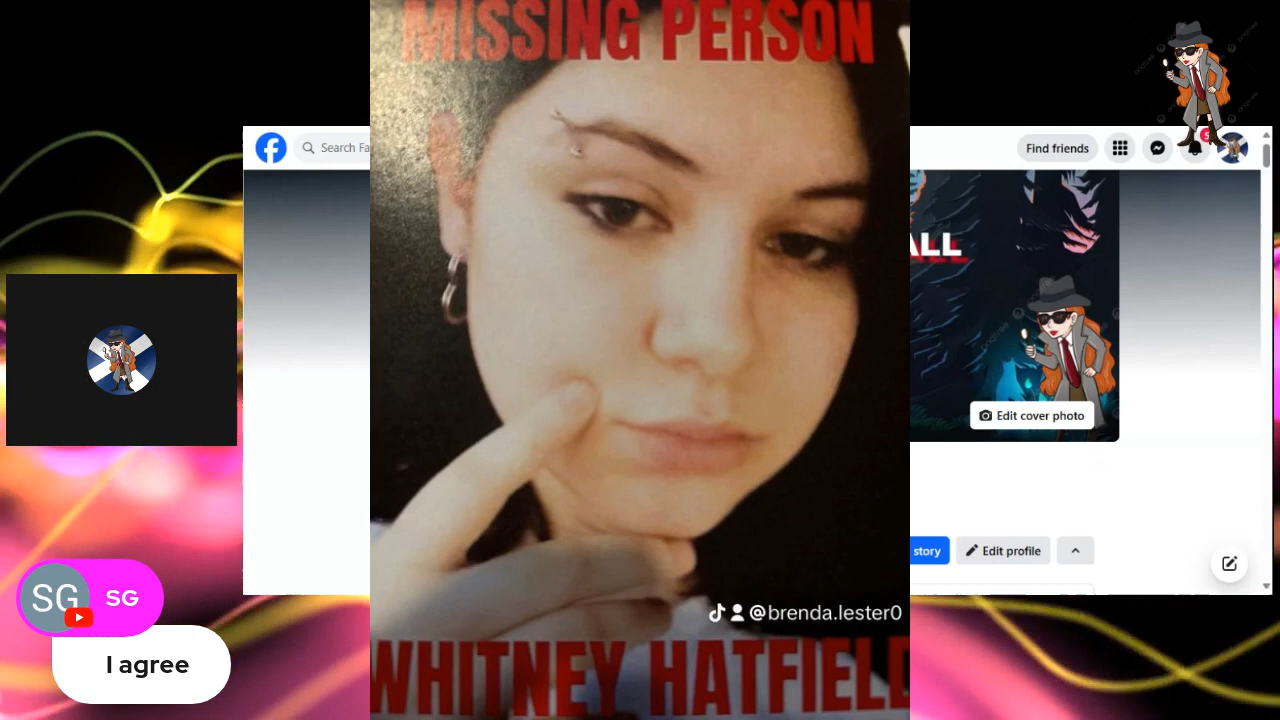 MISSING PERSON
Search Fa
Find friends
5
ALL
Edit cover photo
story
Edit profile
@brenda.lester0
SG
SG
I agree
WHITNEY HATFIELD